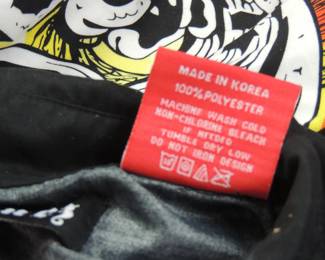 MADE IN KOREA
100% POLYESTER
MACHINE WASH COLD
NON-CHLORINE BLEACH
IF NEEDED
TUMBLE DRY LOW
DO NOT IRON DESIGN